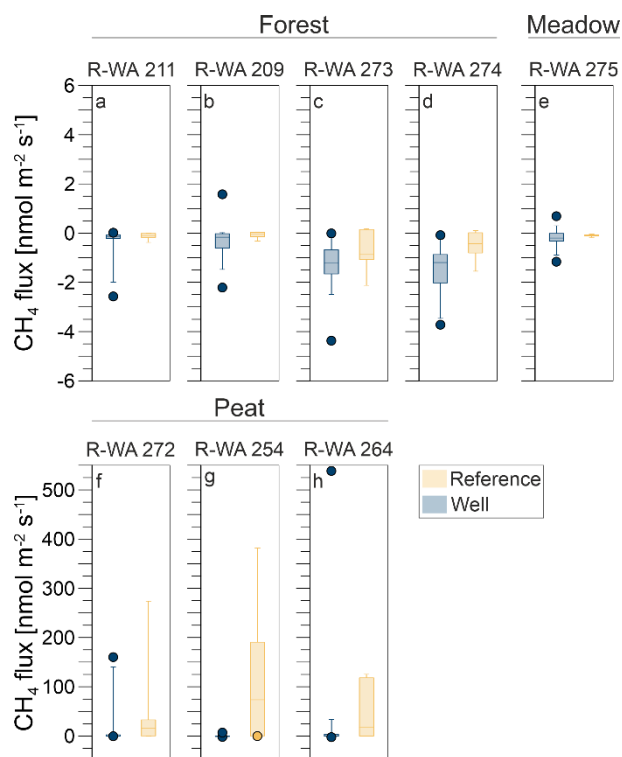 Forest Meadow
R-WA 211 R-WA 209 R-WA 273 R-WA 274 R-WA 275
a b c d e
6
4
2
0
-2
-4
-6
CH₄ flux [nmol m⁻² s⁻¹]
Peat
R-WA 272 R-WA 254 R-WA 264
f g h
500
400
300
200
100
0
CH₄ flux [nmol m⁻² s⁻¹]
Reference
Well